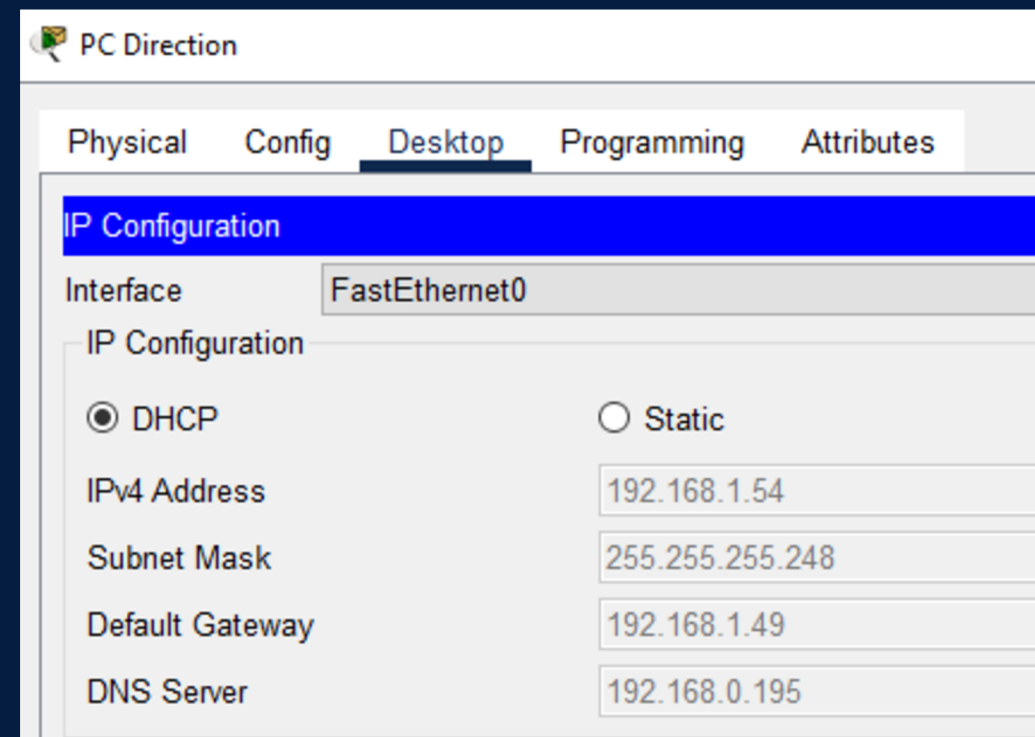 PC Direction
Physical Config Desktop Programming Attributes
IP Configuration
Interface FastEthernet0
IP Configuration
DHCP Static
IPv4 Address 192.168.1.54
Subnet Mask 255.255.255.248
Default Gateway 192.168.1.49
DNS Server 192.168.0.195